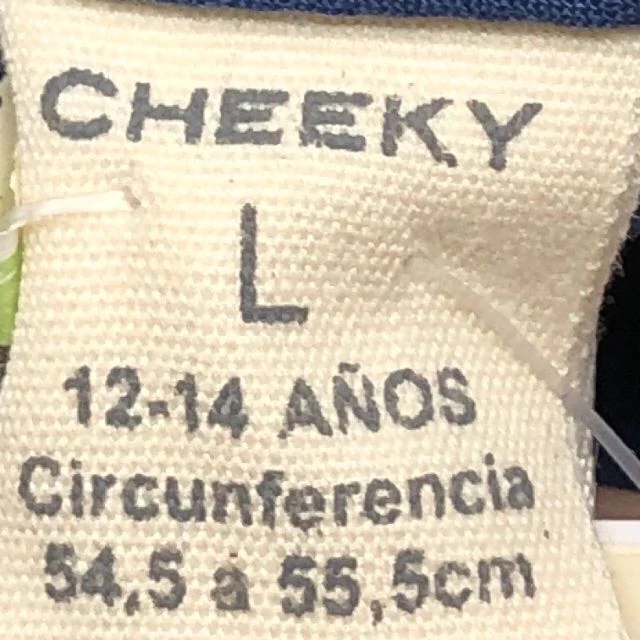 CHEEKY
L
12-14 AÑOS
Circunferencia
54,5 a 55,5cm